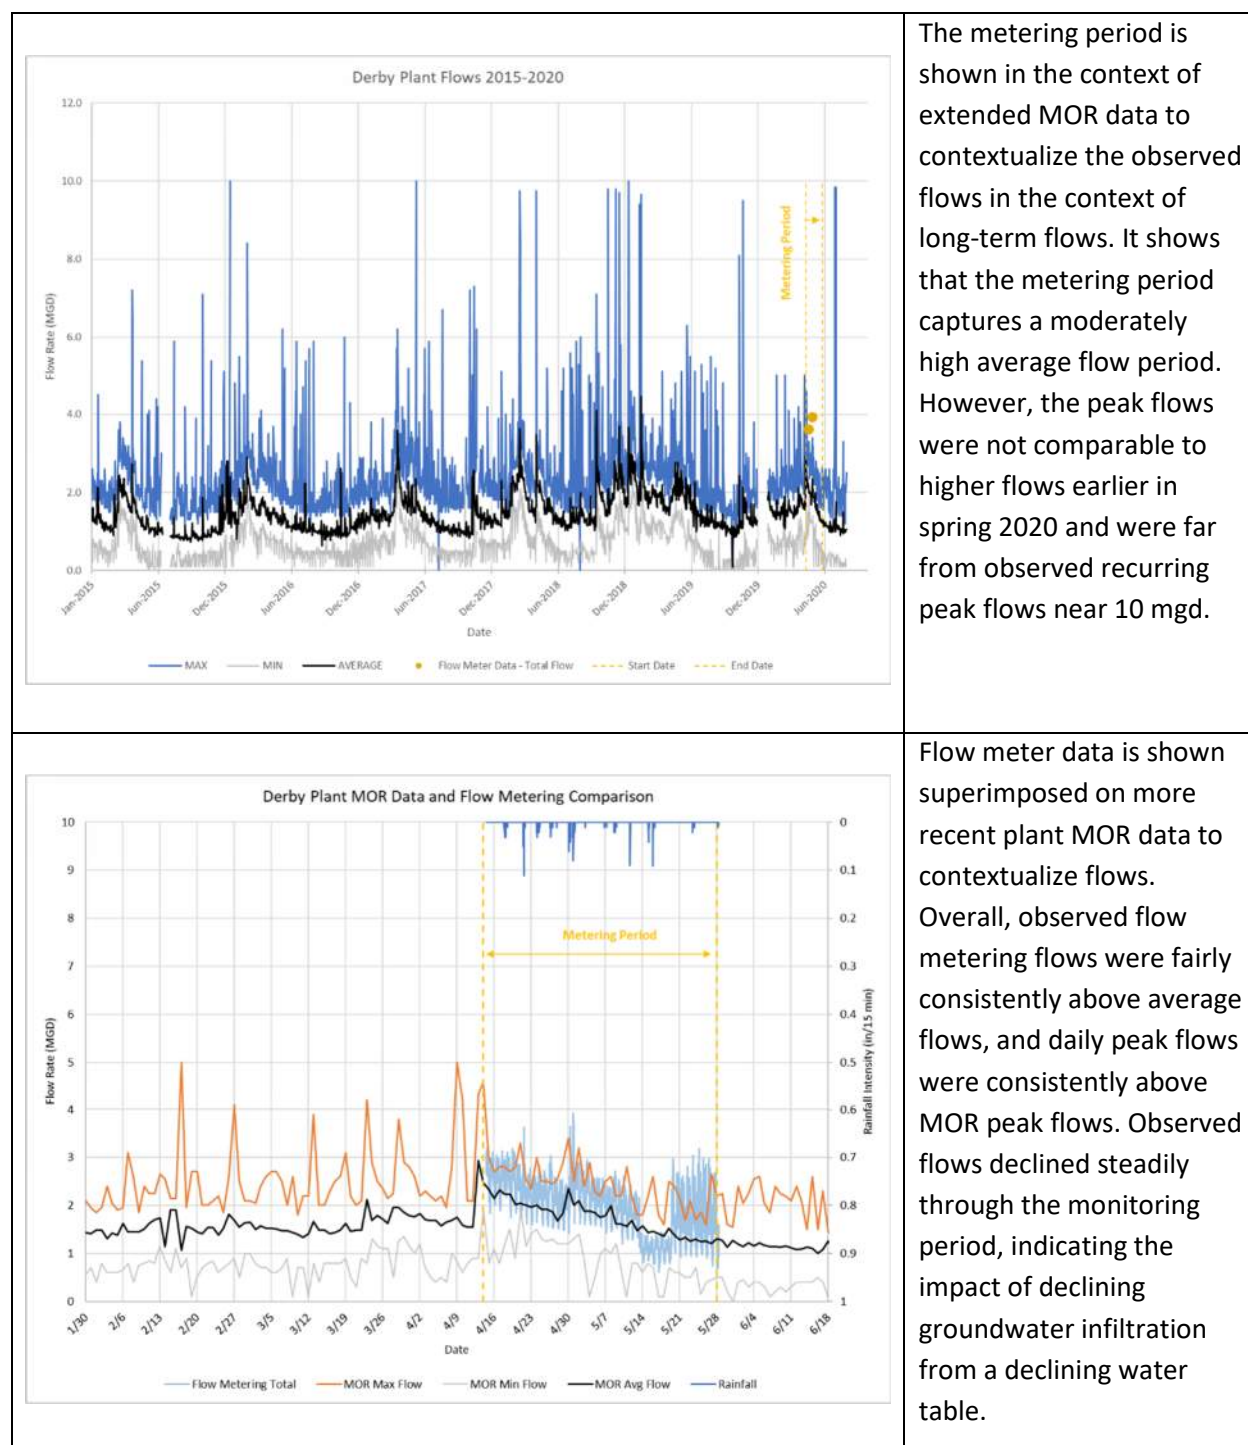 Derby Plant Flows 2015-2020
12.0
10.0
8.0
6.0
4.0
2.0
0.0
Flow Rate (MGD)
Metering Period
Jan-2015
Jun-2015
Dec-2015
Jun-2016
Dec-2016
Jun-2017
Dec-2017
Jun-2018
Dec-2018
Jun-2019
Dec-2019
Jun-2020
Date
MAX
MIN
AVERAGE
Flow Meter Data - Total Flow
Start Date
End Date
The metering period is
shown in the context of
extended MOR data to
contextualize the observed
flows in the context of
long-term flows. It shows
that the metering period
captures a moderately
high average flow period.
However, the peak flows
were not comparable to
higher flows earlier in
spring 2020 and were far
from observed recurring
peak flows near 10 mgd.
Derby Plant MOR Data and Flow Metering Comparison
10
9
8
7
6
5
4
3
2
1
0
Flow Rate (MGD)
Metering Period
0
0.1
0.2
0.3
0.4
0.5
0.6
0.7
0.8
0.9
1
Rainfall Intensity (in/15 min)
1/30
2/6
2/13
2/20
2/27
3/5
3/12
3/19
3/26
4/2
4/9
4/16
4/23
4/30
5/7
5/14
5/21
5/28
6/4
6/11
6/18
Date
Flow Metering Total
MOR Max Flow
MOR Min Flow
MOR Avg Flow
Rainfall
Flow meter data is shown
superimposed on more
recent plant MOR data to
contextualize flows.
Overall, observed flow
metering flows were fairly
consistently above average
flows, and daily peak flows
were consistently above
MOR peak flows. Observed
flows declined steadily
through the monitoring
period, indicating the
impact of declining
groundwater infiltration
from a declining water
table.